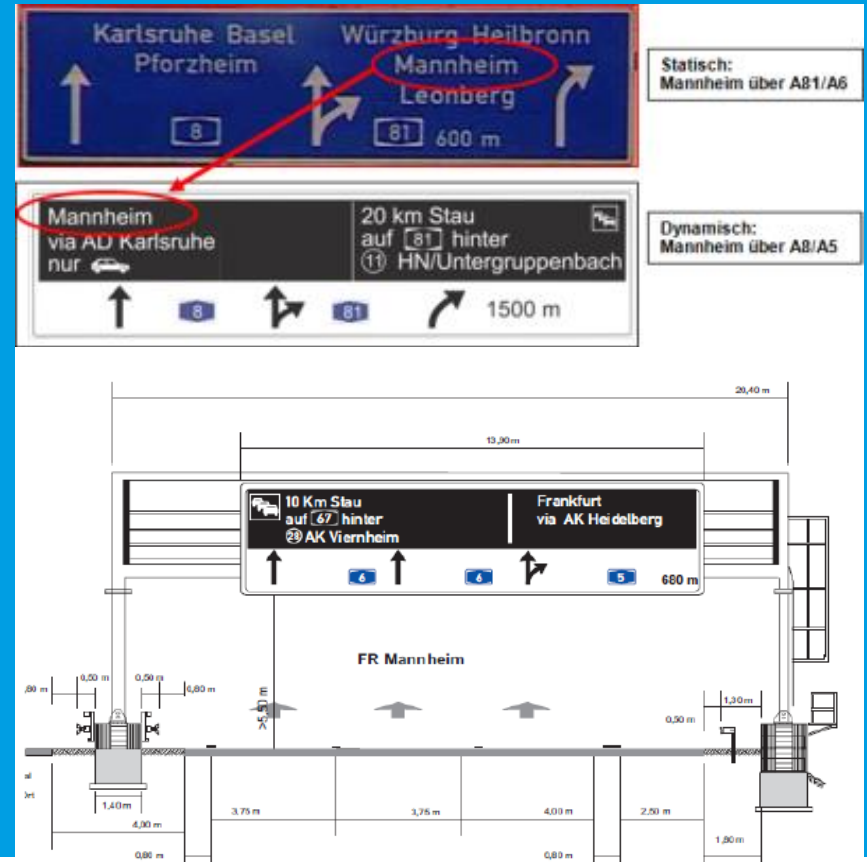 Karlsruhe Basel Würzburg Heilbronn
Pforzheim Mannheim
Leonberg
8 81 600 m
Statisch:
Mannheim über A81/A6
Mannheim
via AD Karlsruhe
nur
20 km Stau
auf 81 hinter
11 HN/Untergruppenbach
8 81 1500 m
Dynamisch:
Mannheim über A8/A5
13,90 m
10 Km Stau
auf 67 hinter
28 AK Viernheim
Frankfurt
via AK Heidelberg
6 6 5 680 m
FR Mannheim
0,50 m 0,50 m
0,80 m
>5,50 m
1,30 m
0,50 m
1,40 m
4,00 m
3,75 m 3,75 m 4,00 m 2,50 m
0,80 m 0,80 m
1,80 m